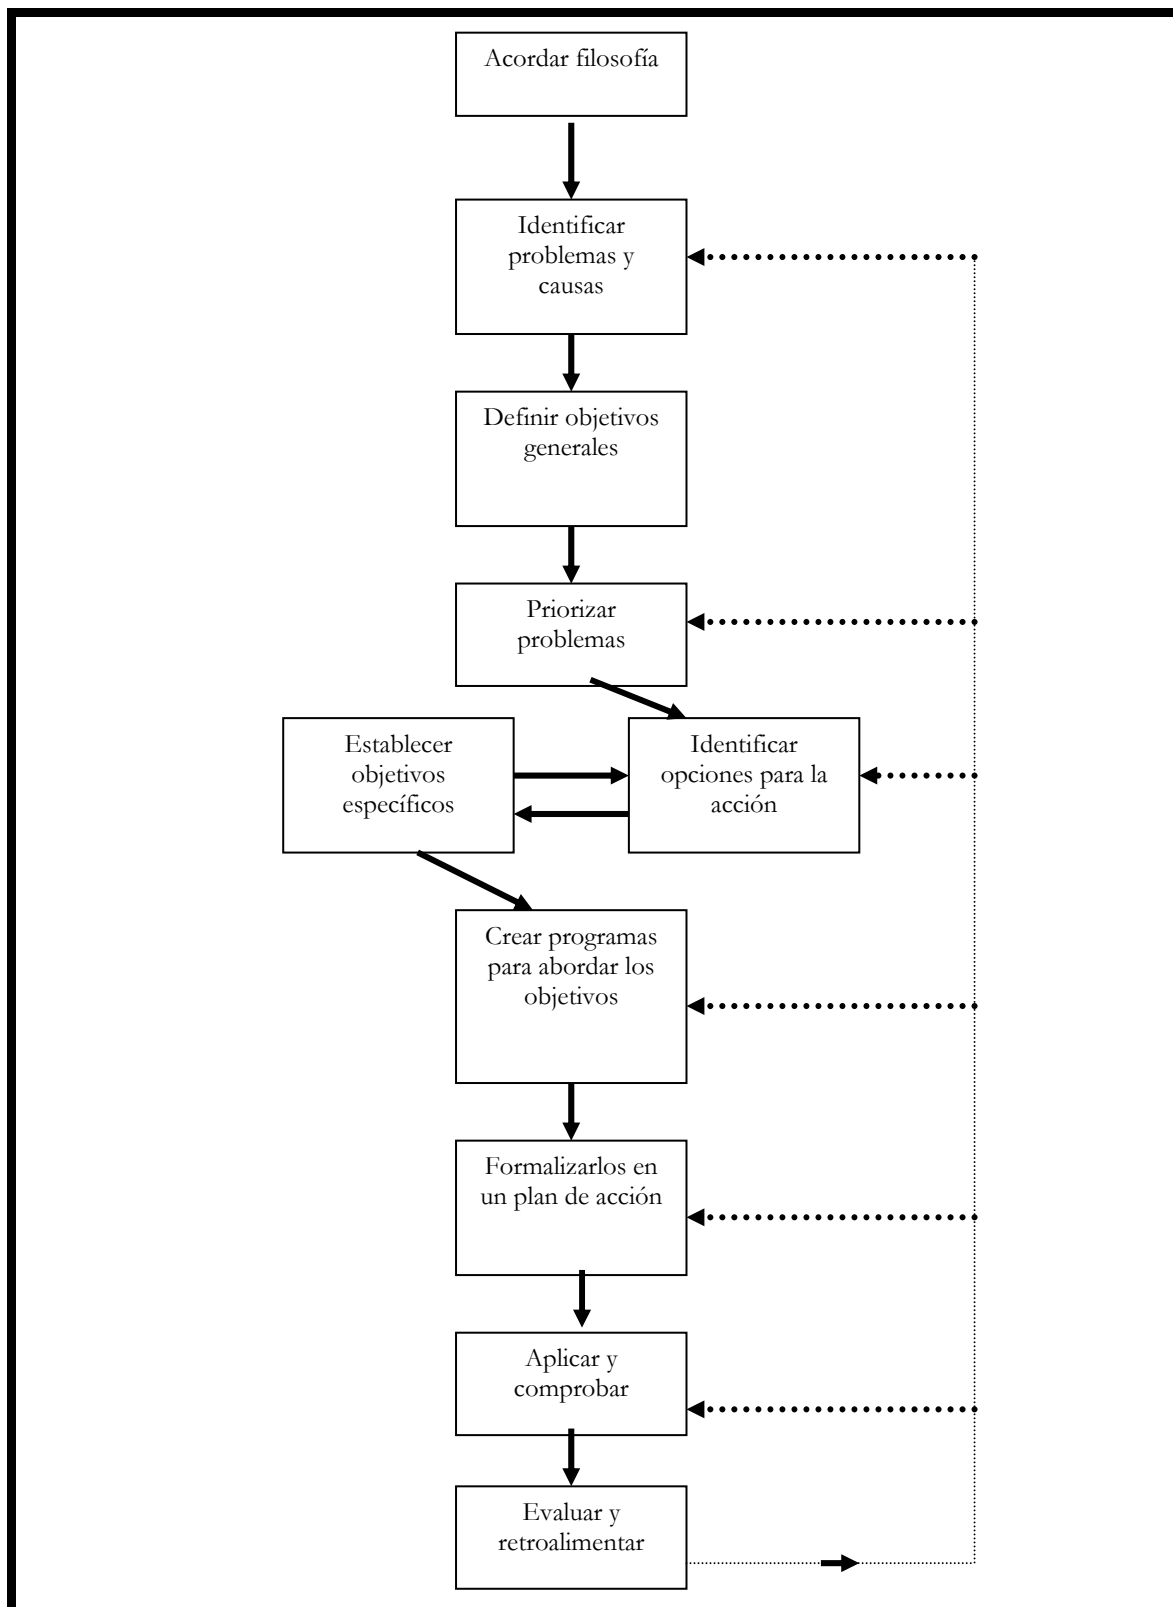 Acordar filosofía
Identificar
problemas y
causas
Definir objetivos
generales
Priorizar
problemas
Establecer
objetivos
específicos
Identificar
opciones para la
acción
Crear programas
para abordar los
objetivos
Formalizarlos en
un plan de acción
Aplicar y
comprobar
Evaluar y
retroalimentar